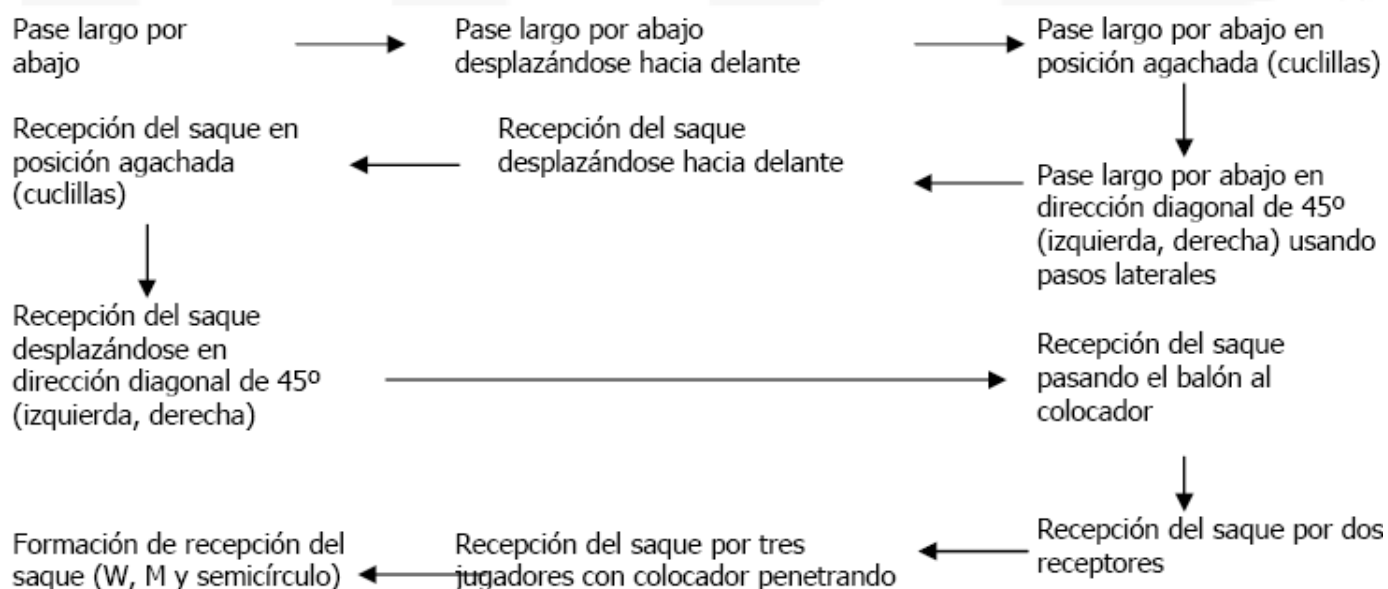 Pase largo por
abajo
Pase largo por abajo
desplazándose hacia delante
Pase largo por abajo en
posición agachada (cuclillas)
Recepción del saque en
posición agachada
(cuclillas)
Recepción del saque
desplazándose hacia delante
Pase largo por abajo en
dirección diagonal de 45º
(izquierda, derecha) usando
pasos laterales
Recepción del saque
desplazándose en
dirección diagonal de 45º
(izquierda, derecha)
Recepción del saque
pasando el balón al
colocador
Formación de recepción del
saque (W, M y semicírculo)
Recepción del saque por tres
jugadores con colocador penetrando
Recepción del saque por dos
receptores